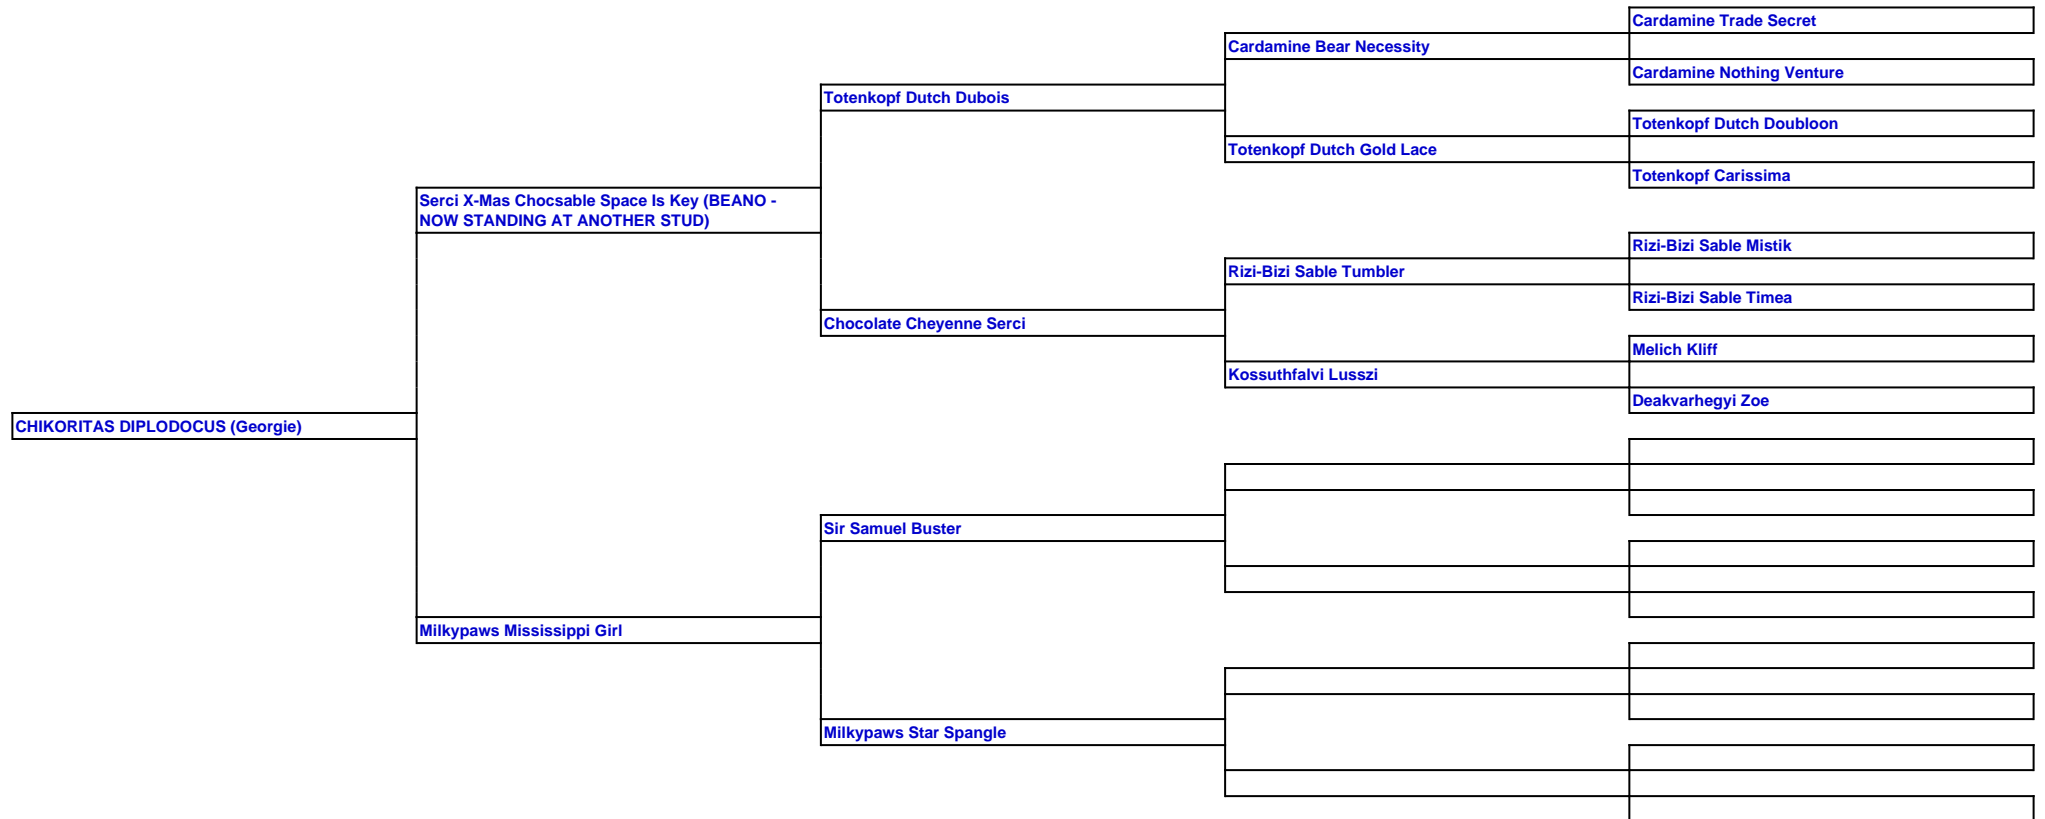 Cardamine Trade Secret
Cardamine Bear Necessity
Cardamine Nothing Venture
Totenkopf Dutch Dubois
Totenkopf Dutch Doubloon
Totenkopf Dutch Gold Lace
Totenkopf Carissima
Serci X-Mas Chocsable Space Is Key (BEANO -
NOW STANDING AT ANOTHER STUD)
Rizi-Bizi Sable Mistik
Rizi-Bizi Sable Tumbler
Rizi-Bizi Sable Timea
Chocolate Cheyenne Serci
Melich Kliff
Kossuthfalvi Lusszi
Deakvarhegyi Zoe
CHIKORITAS DIPLODOCUS (Georgie)
Sir Samuel Buster
Milkypaws Mississippi Girl
Milkypaws Star Spangle